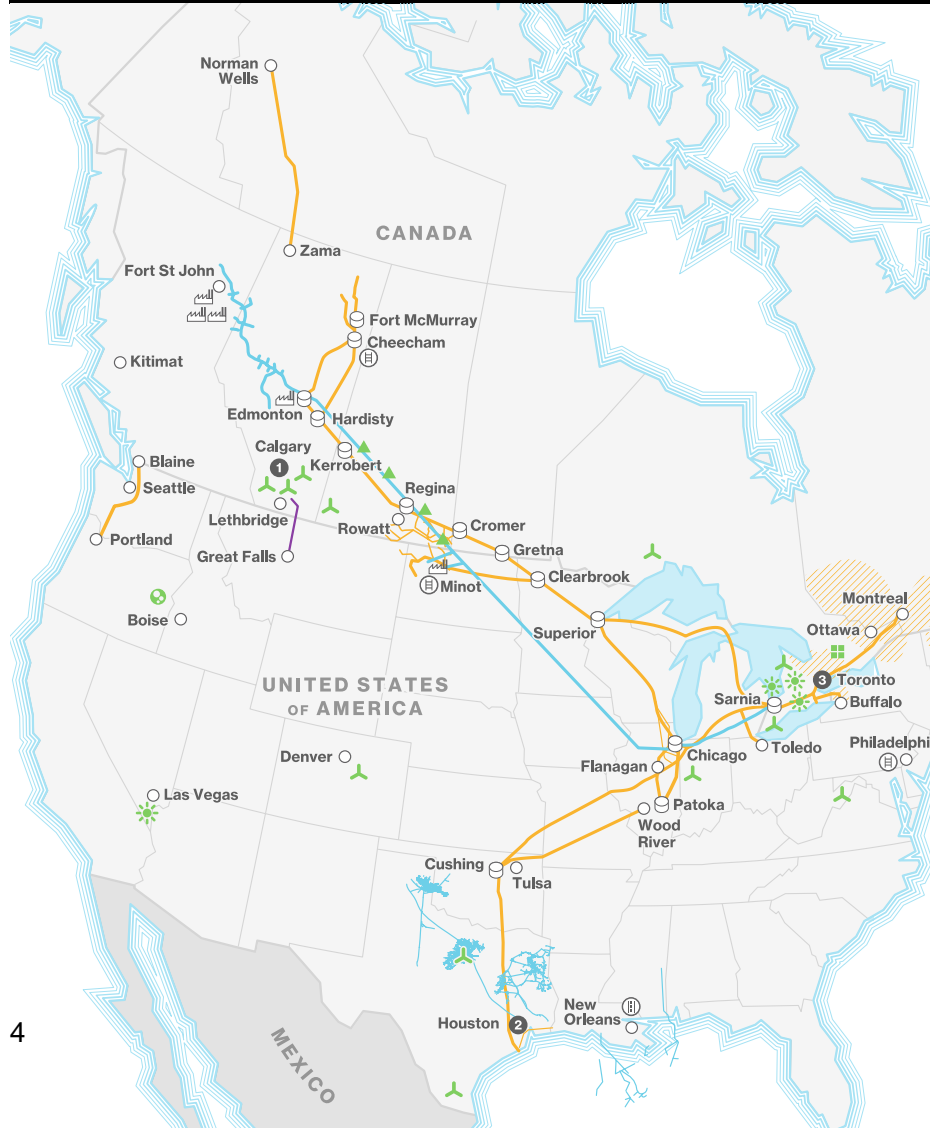 Norman
Wells
CANADA
Zama
Fort St John
Fort McMurray
Cheecham
Kitimat
Edmonton
Hardisty
Calgary
1
Kerrobert
Blaine
Seattle
Regina
Lethbridge
Rowatt
Cromer
Portland
Great Falls
Gretna
Clearbrook
Minot
Montreal
Boise
Superior
Ottawa
UNITED STATES
OF AMERICA
3 Toronto
Sarnia
Buffalo
Denver
Chicago
Toledo
Philadelphi
Flanagan
Las Vegas
Patoka
Wood
River
Cushing
Tulsa
New
Orleans
Houston 2
4
MEXICO